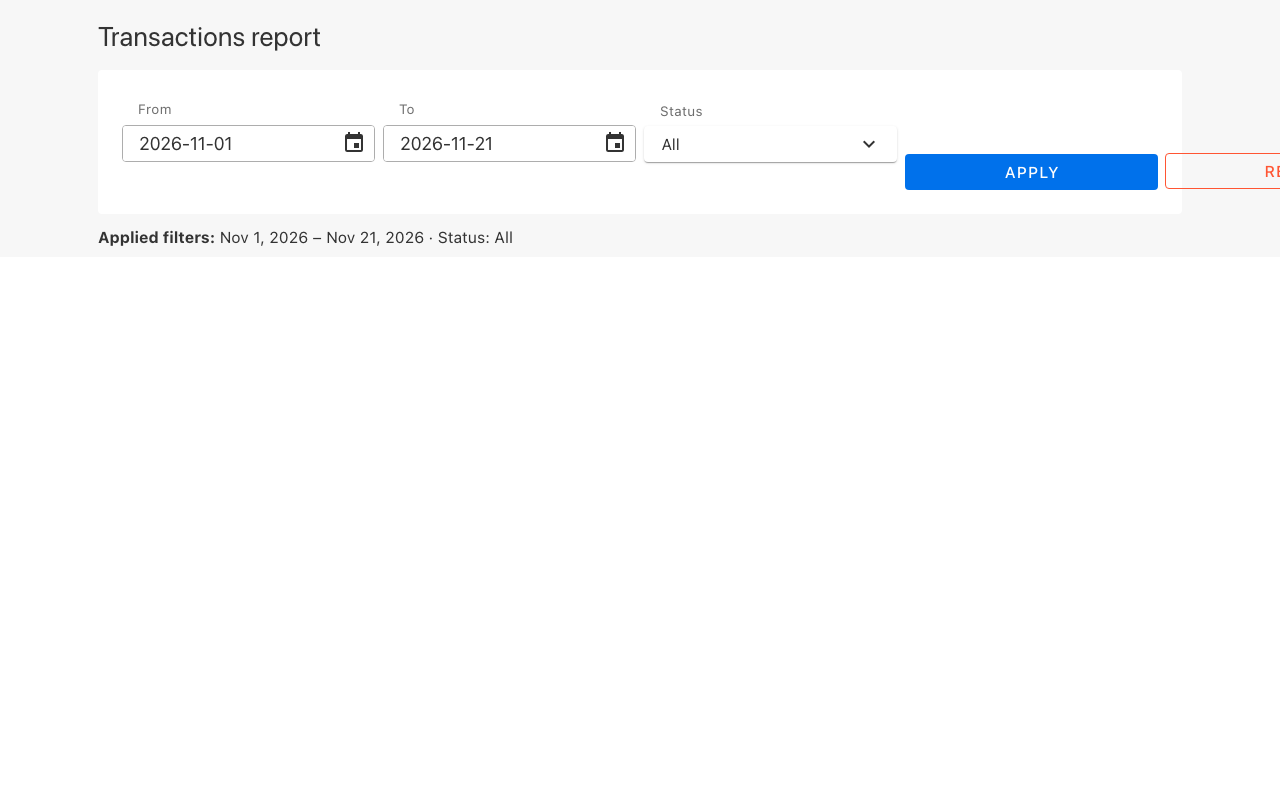 Transactions report
From
To
Status
2026-11-01
2026-11-21
All
APPLY
Applied filters: Nov 1, 2026 – Nov 21, 2026 · Status: All